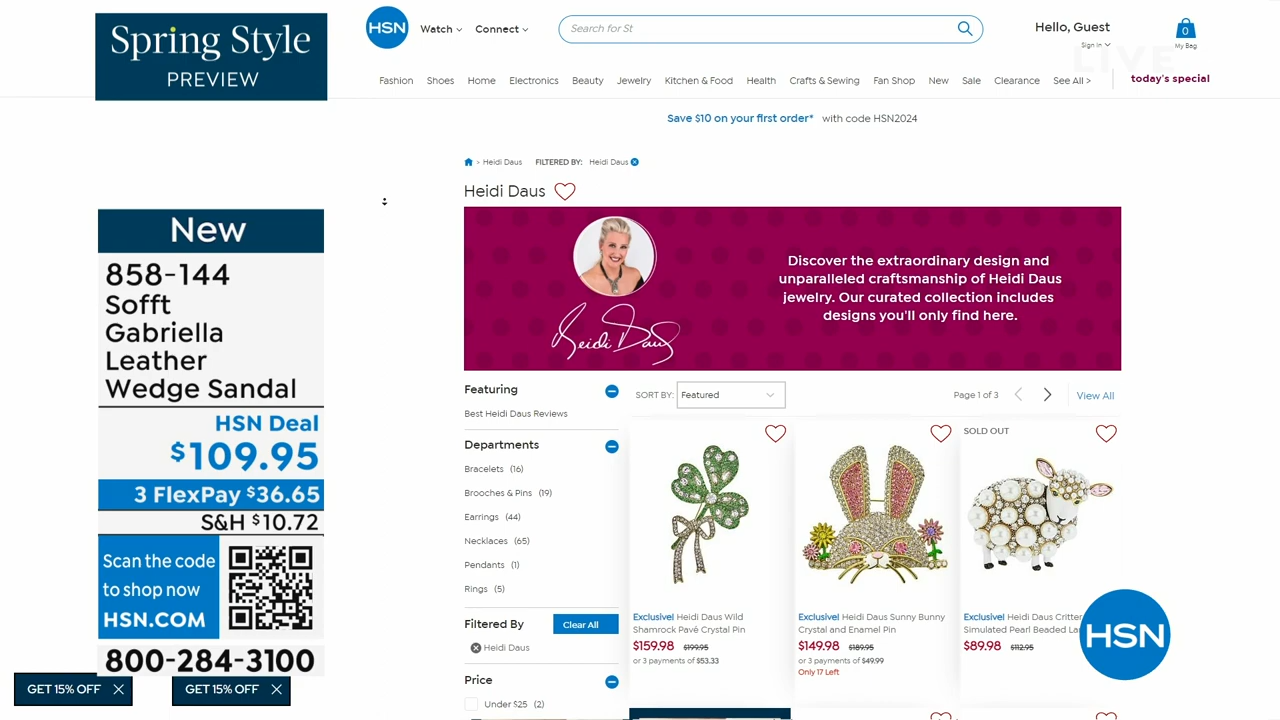 Spring Style
PREVIEW
HSN
Watch
Connect
Search for St
Hello, Guest
Sign In
0
My Bag
LIVE
Fashion
Shoes
Home
Electronics
Beauty
Jewelry
Kitchen & Food
Health
Crafts & Sewing
Fan Shop
New
Sale
Clearance
See All >
today's special
Save $10 on your first order* with code HSN2024
> Heidi Daus FILTERED BY: Heidi Daus
Heidi Daus
Discover the extraordinary design and
unparalleled craftsmanship of Heidi Daus
jewelry. Our curated collection includes
designs you'll only find here.
Heidi Daus
New
858-144
Sofft
Gabriella
Leather
Wedge Sandal
HSN Deal
$109.95
3 FlexPay $36.65
S&H $10.72
Scan the code
to shop now
HSN.COM
800-284-3100
GET 15% OFF
GET 15% OFF
Featuring
Best Heidi Daus Reviews
Departments
Bracelets (16)
Brooches & Pins (19)
Earrings (44)
Necklaces (65)
Pendants (1)
Rings (5)
Filtered By
Clear All
Heidi Daus
Price
Under $25 (2)
SORT BY: Featured
Page 1 of 3
View All
Exclusive! Heidi Daus Wild
Shamrock Pavé Crystal Pin
$159.98 $199.95
or 3 payments of $53.33
Exclusive! Heidi Daus Sunny Bunny
Crystal and Enamel Pin
$149.98 $189.95
or 3 payments of $49.99
Only 17 Left
SOLD OUT
Exclusive! Heidi Daus Critter
Simulated Pearl Beaded La
$89.98 $112.95
HSN